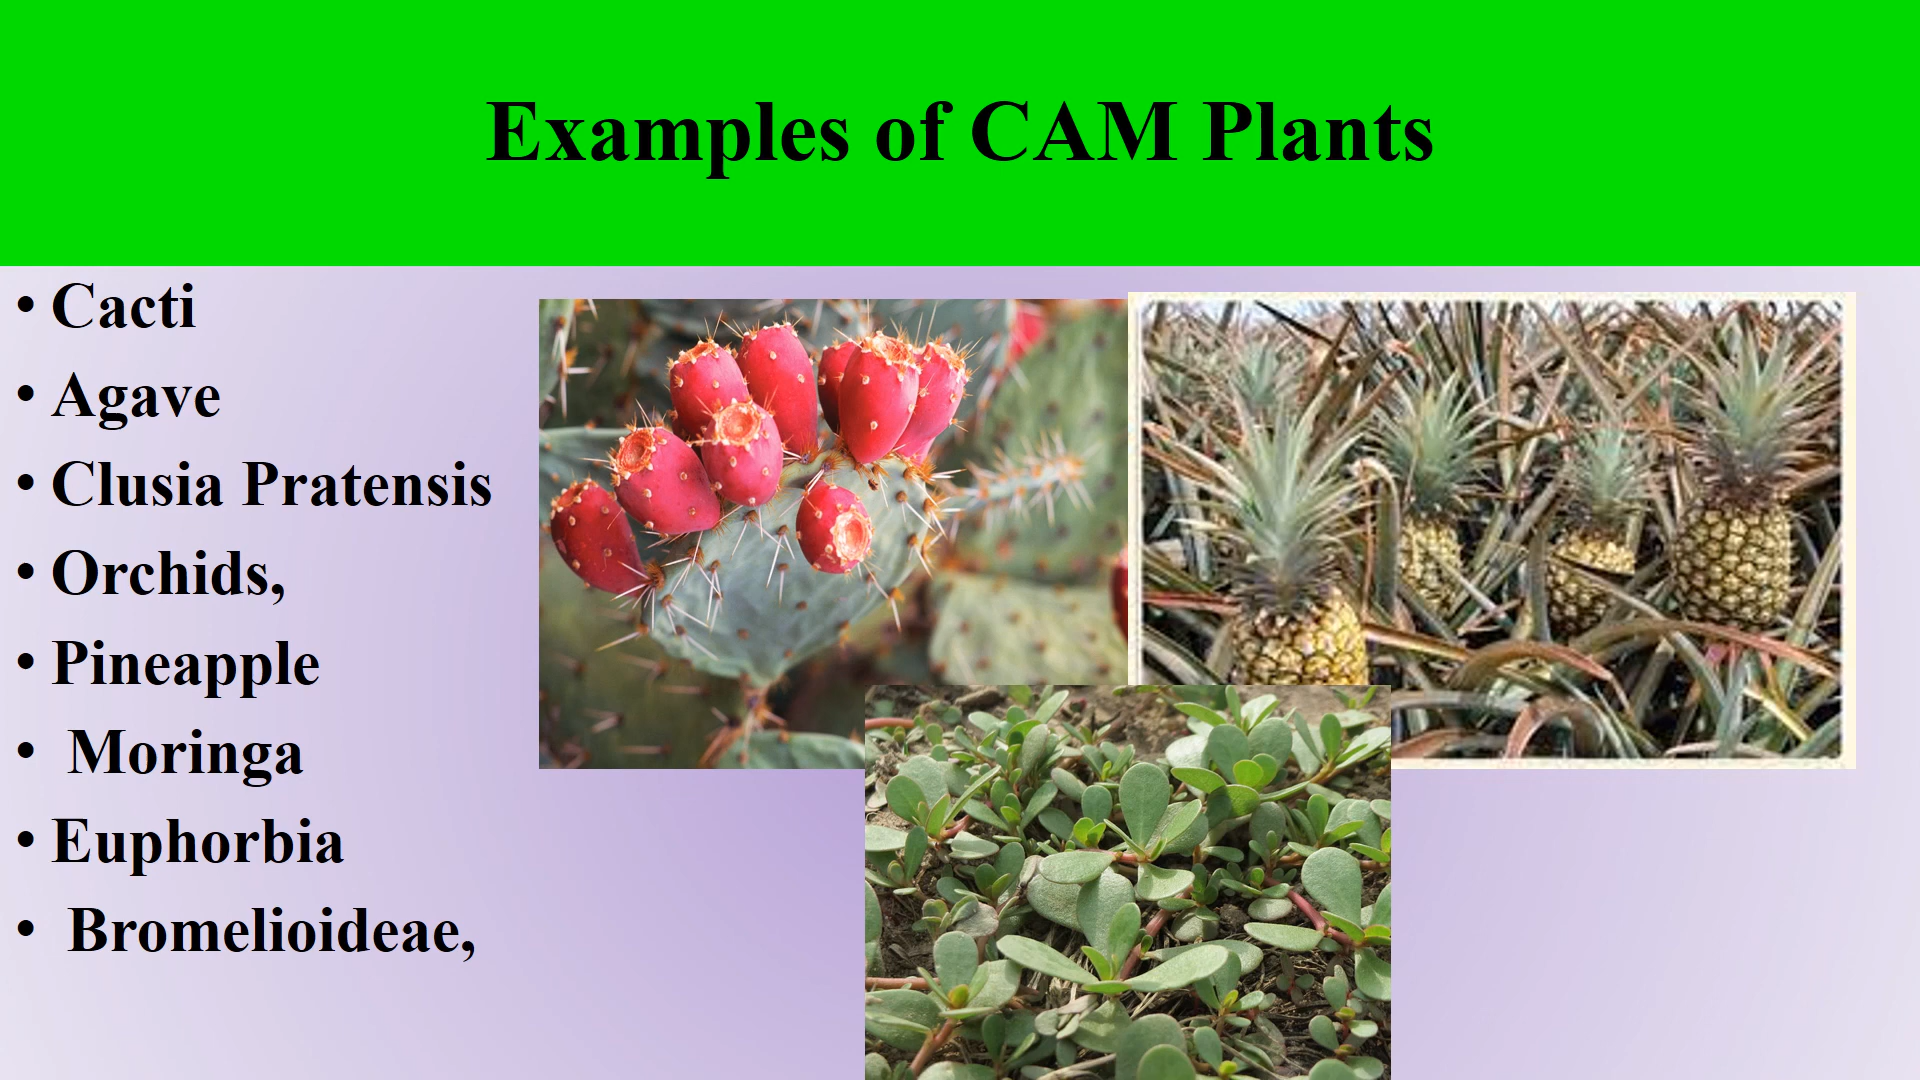 Examples of CAM Plants
• Cacti
• Agave
• Clusia Pratensis
• Orchids,
• Pineapple
• Moringa
• Euphorbia
• Bromelioideae,